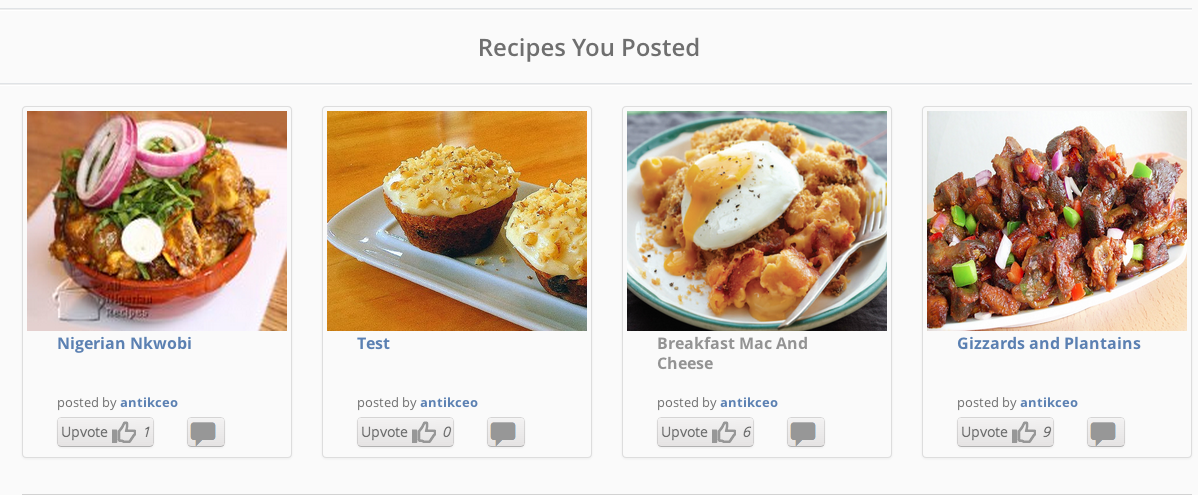 Recipes You Posted
All
Nigerian
Recipes
Nigerian Nkwobi
posted by antikceo
Upvote 1
Test
posted by antikceo
Upvote 0
Breakfast Mac And
Cheese
posted by antikceo
Upvote 6
Gizzards and Plantains
posted by antikceo
Upvote 9